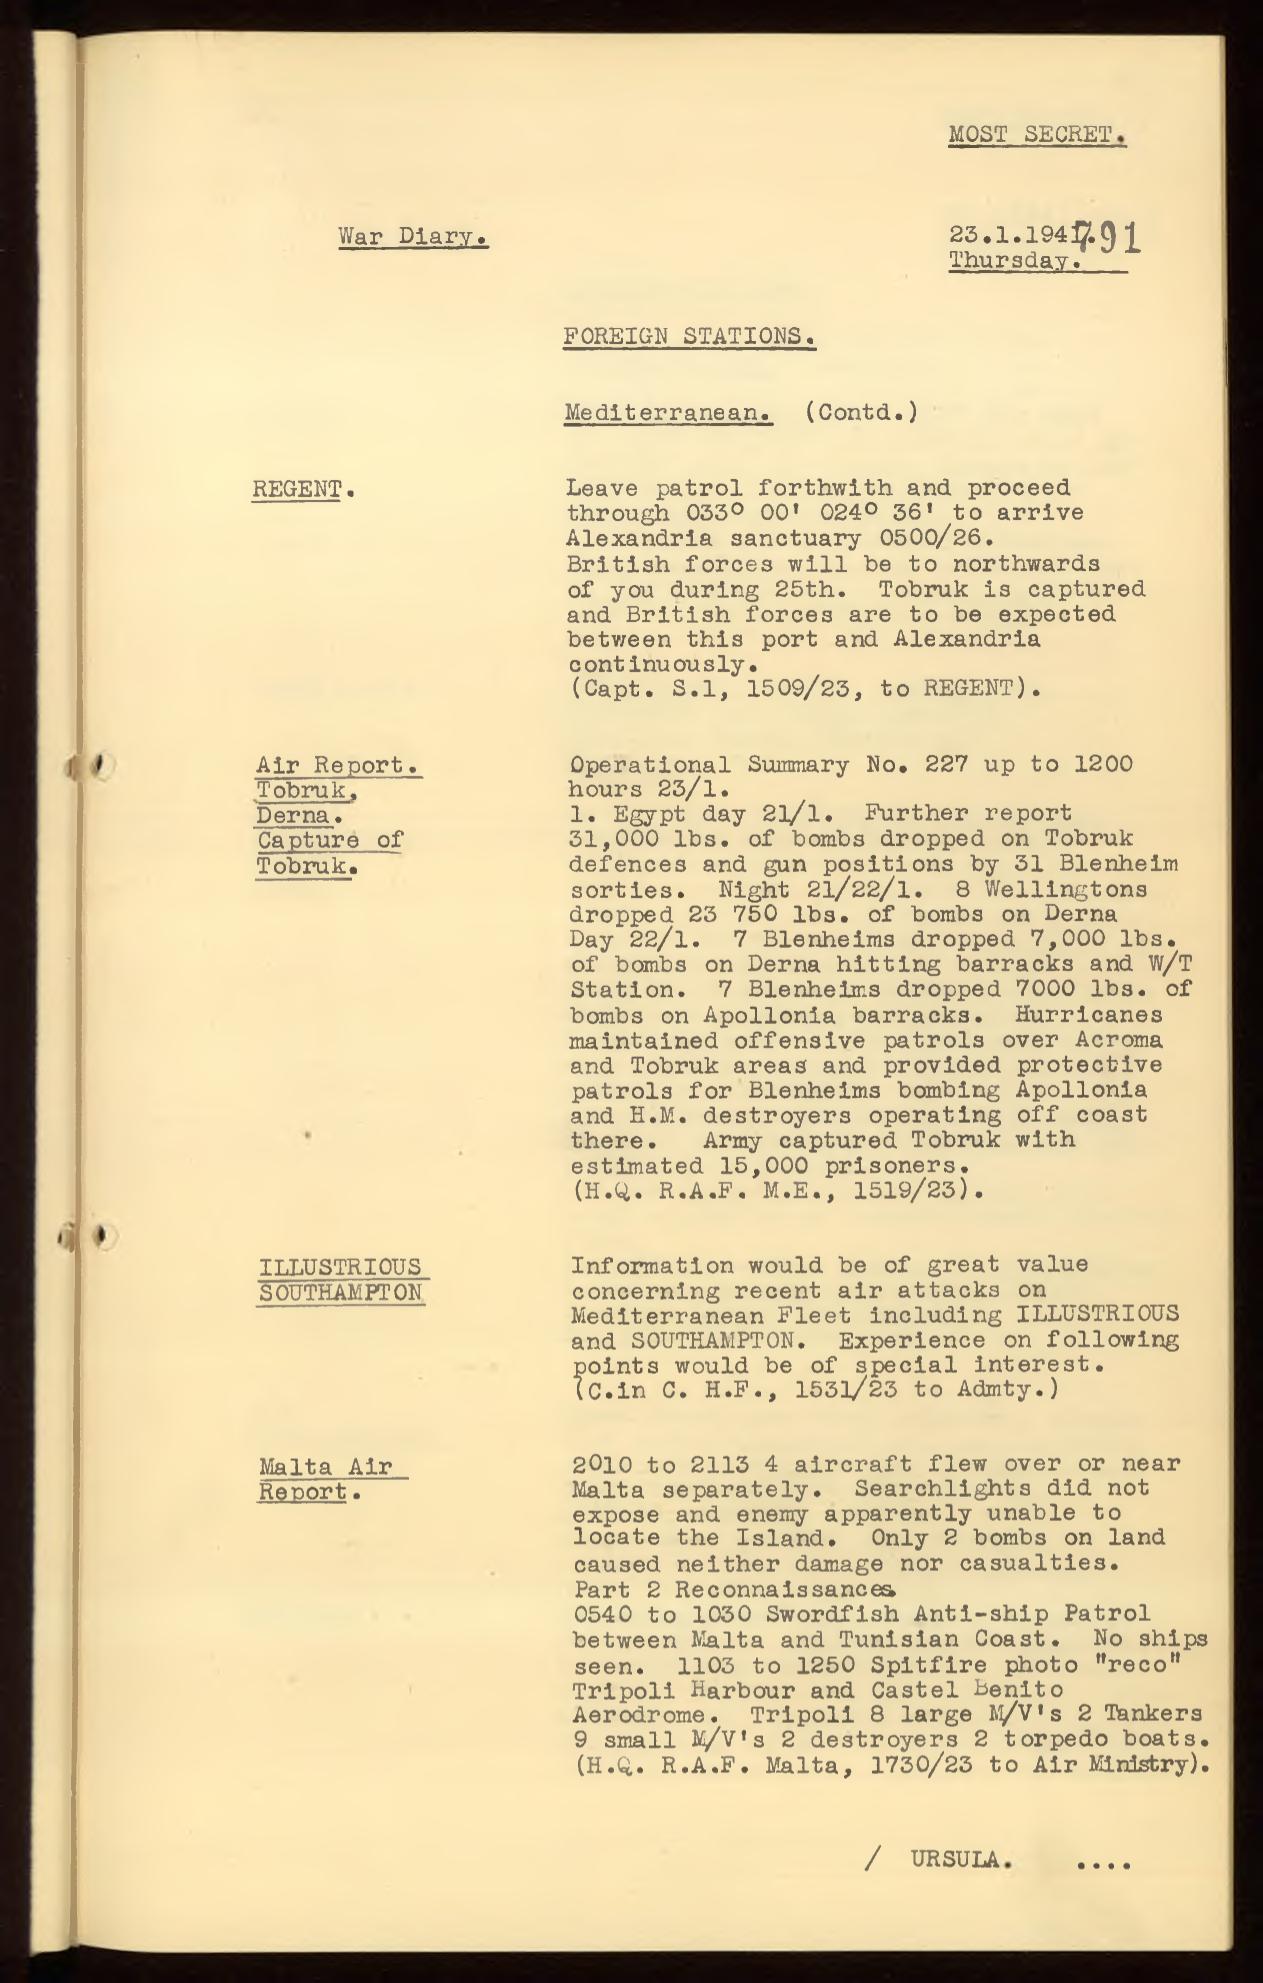 MOST SECRET.
War Diary.
23.1.1941.
791
Thursday.
FOREIGN STATIONS.
Mediterranean. (Contd.)
REGENT.
Leave patrol forthwith and proceed
through 033° 00' 024° 36' to arrive
Alexandria sanctuary 0500/26.
British forces will be to northwards
of you during 25th. Tobruk is captured
and British forces are to be expected
between this port and Alexandria
continuously.
(Capt. S.1, 1509/23, to REGENT).
Air Report.
Tobruk,
Derna.
Capture of
Tobruk.
Operational Summary No. 227 up to 1200
hours 23/1.
1. Egypt day 21/1. Further report
31,000 lbs. of bombs dropped on Tobruk
defences and gun positions by 31 Blenheim
sorties. Night 21/22/1. 8 Wellingtons
dropped 23 750 lbs. of bombs on Derna
Day 22/1. 7 Blenheims dropped 7,000 lbs.
of bombs on Derna hitting barracks and W/T
Station. 7 Blenheims dropped 7000 lbs. of
bombs on Apollonia barracks. Hurricanes
maintained offensive patrols over Acroma
and Tobruk areas and provided protective
patrols for Blenheims bombing Apollonia
and H.M. destroyers operating off coast
there. Army captured Tobruk with
estimated 15,000 prisoners.
(H.Q. R.A.F. M.E., 1519/23).
ILLUSTRIOUS
SOUTHAMPTON
Information would be of great value
concerning recent air attacks on
Mediterranean Fleet including ILLUSTRIOUS
and SOUTHAMPTON. Experience on following
points would be of special interest.
(C.in C. H.F., 1531/23 to Admty.)
Malta Air
Report.
2010 to 2113 4 aircraft flew over or near
Malta separately. Searchlights did not
expose and enemy apparently unable to
locate the Island. Only 2 bombs on land
caused neither damage nor casualties.
Part 2 Reconnaissances.
0540 to 1030 Swordfish Anti-ship Patrol
between Malta and Tunisian Coast. No ships
seen. 1103 to 1250 Spitfire photo "reco"
Tripoli Harbour and Castel Benito
Aerodrome. Tripoli 8 large M/V's 2 Tankers
9 small M/V's 2 destroyers 2 torpedo boats.
(H.Q. R.A.F. Malta, 1730/23 to Air Ministry).
/ URSULA. ....